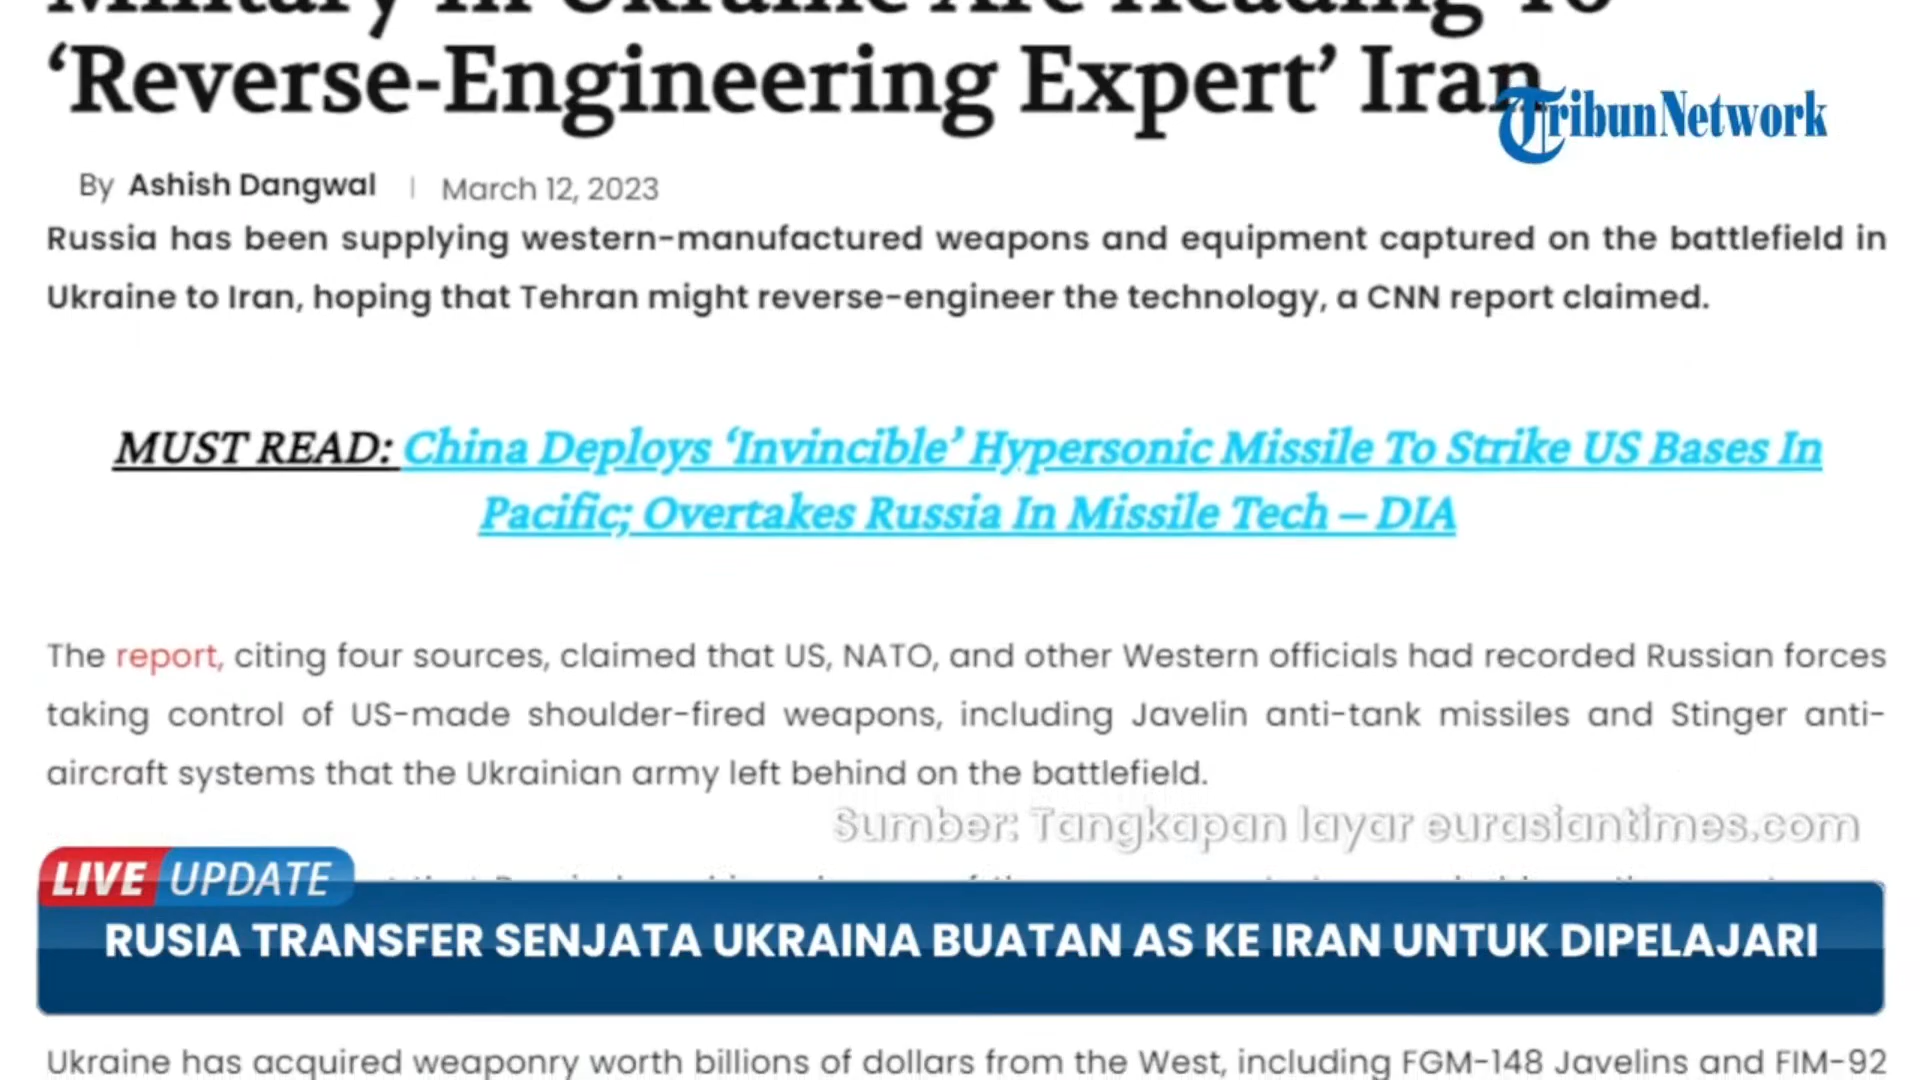 Military In Ukraine Are Heading To
‘Reverse-Engineering Expert’ Iran
TribunNetwork
By Ashish Dangwal | March 12, 2023
Russia has been supplying western-manufactured weapons and equipment captured on the battlefield in
Ukraine to Iran, hoping that Tehran might reverse-engineer the technology, a CNN report claimed.
MUST READ: China Deploys ‘Invincible’ Hypersonic Missile To Strike US Bases In
Pacific; Overtakes Russia In Missile Tech – DIA
The report, citing four sources, claimed that US, NATO, and other Western officials had recorded Russian forces
taking control of US-made shoulder-fired weapons, including Javelin anti-tank missiles and Stinger anti-
aircraft systems that the Ukrainian army left behind on the battlefield.
Sumber: Tangkapan layar eurasiantimes.com
LIVE UPDATE
RUSIA TRANSFER SENJATA UKRAINA BUATAN AS KE IRAN UNTUK DIPELAJARI
Ukraine has acquired weaponry worth billions of dollars from the West, including FGM-148 Javelins and FIM-92